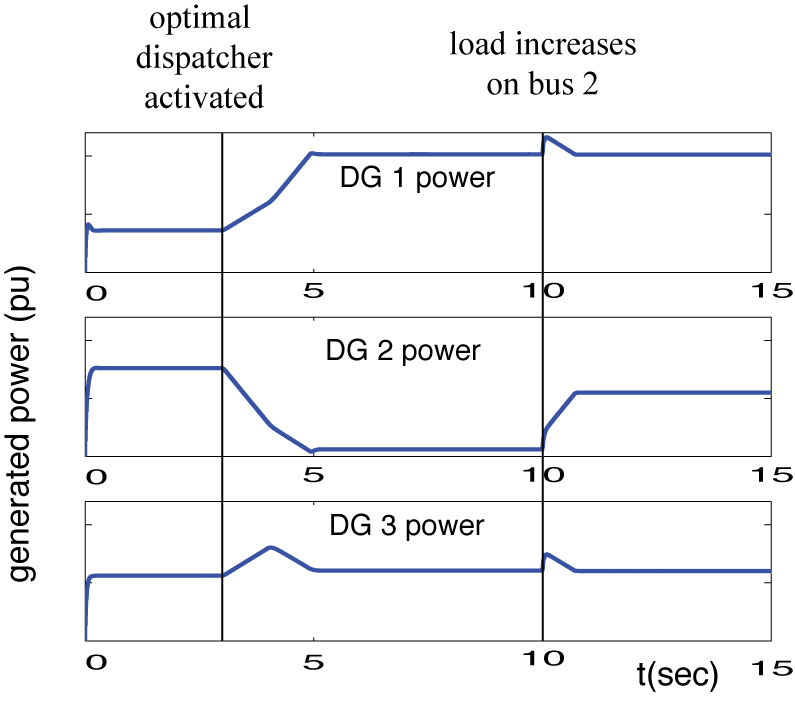 optimal
dispatcher
activated
load increases
on bus 2
generated power (pu)
DG 1 power
0 5 10 15
DG 2 power
0 5 10 15
DG 3 power
0 5 10 15
t(sec)